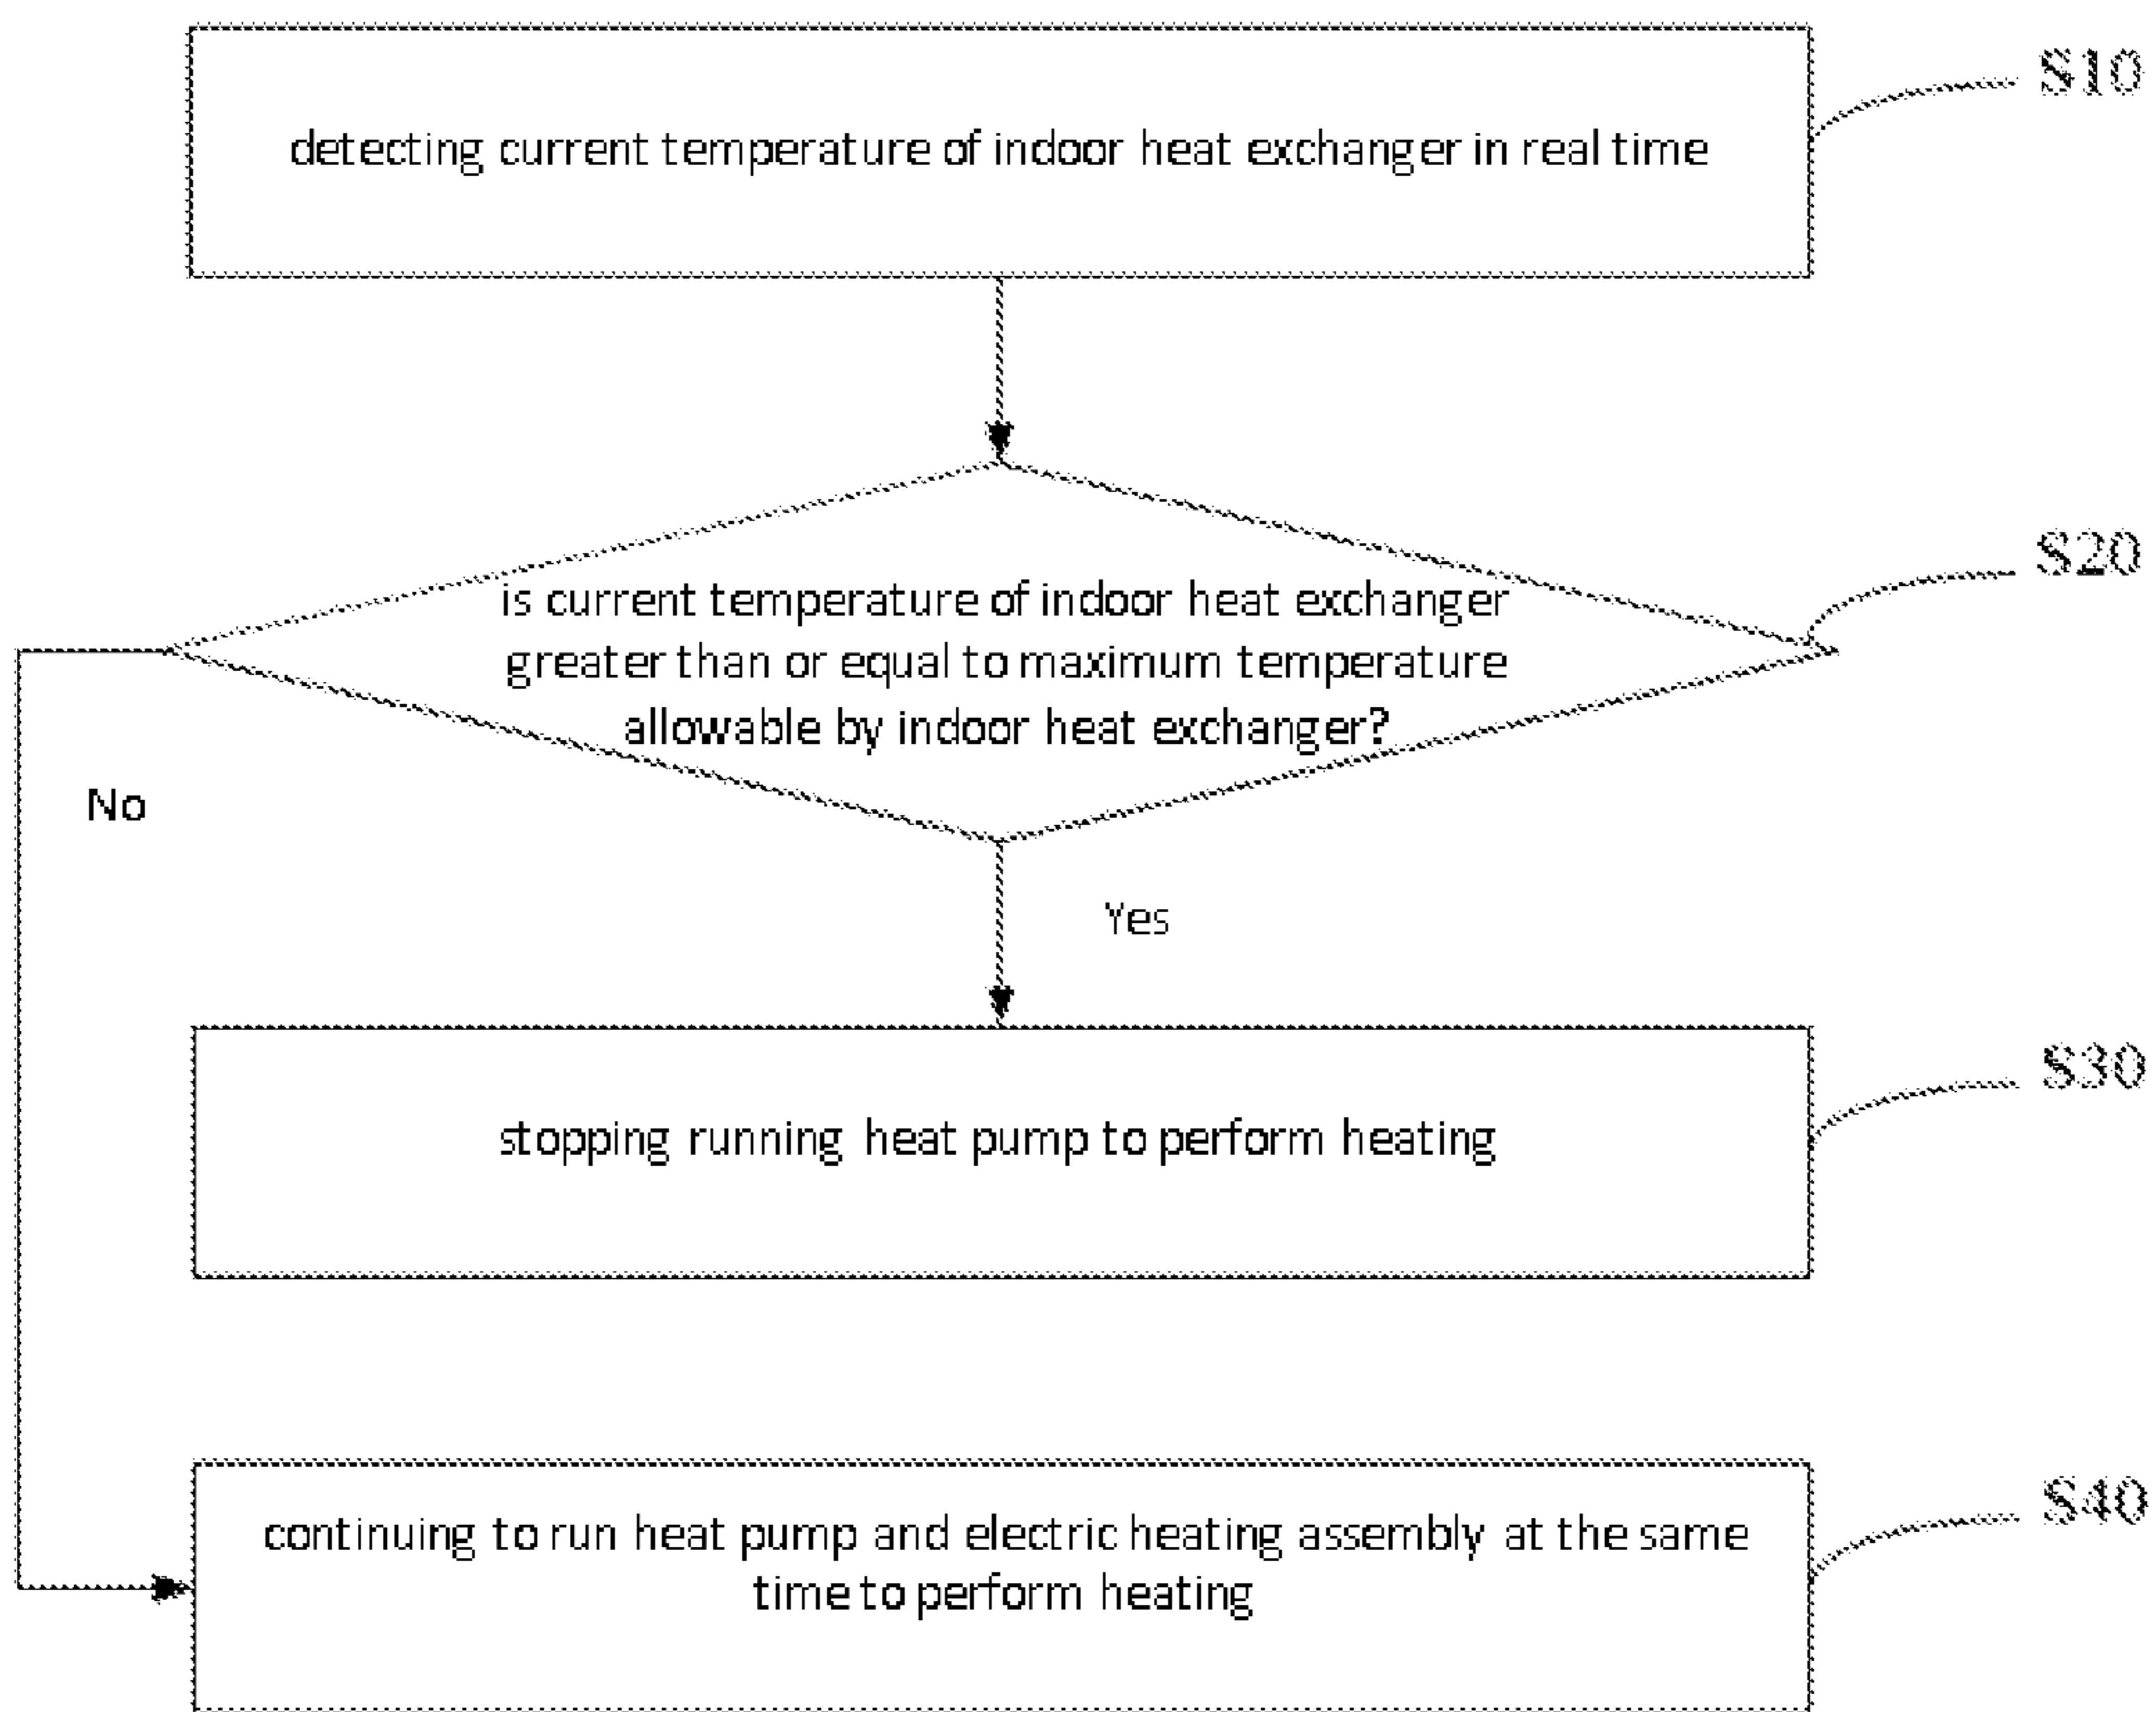 S10
detecting current temperature of indoor heat exchanger in real time
S20
is current temperature of indoor heat exchanger
greater than or equal to maximum temperature
allowable by indoor heat exchanger?
No
Yes
S30
stopping running heat pump to perform heating
S40
continuing to run heat pump and electric heating assembly at the same
time to perform heating